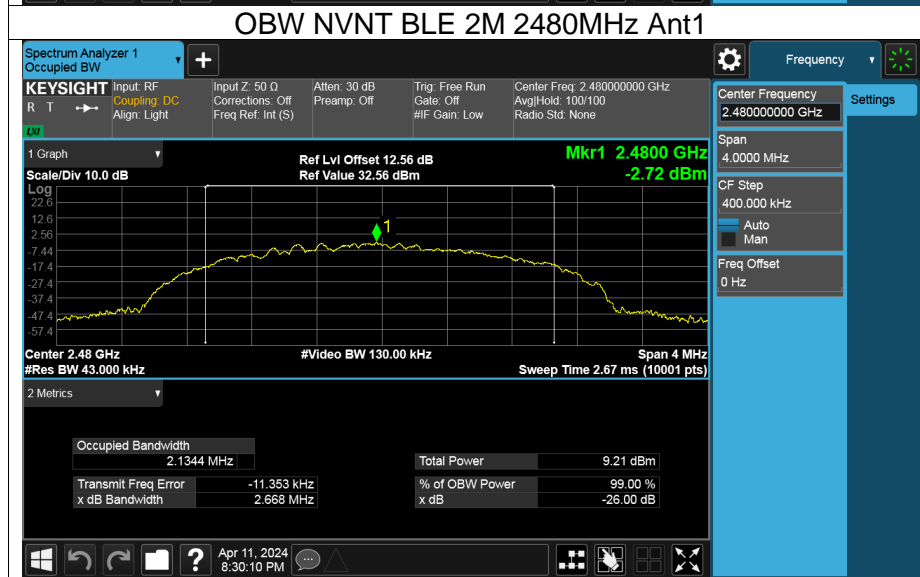 OBW NVNT BLE 2M 2480MHz Ant1
Spectrum Analyzer 1
Occupied BW
+
Frequency
KEYSIGHT
R T
LXI
Input: RF
Coupling: DC
Align: Light
Input Z: 50 Ω
Corrections: Off
Freq Ref: Int (S)
Atten: 30 dB
Preamp: Off
Trig: Free Run
Gate: Off
#IF Gain: Low
Center Freq: 2.480000000 GHz
Avg|Hold: 100/100
Radio Std: None
Center Frequency
2.480000000 GHz
Settings
Span
4.0000 MHz
CF Step
400.000 kHz
Auto
Man
Freq Offset
0 Hz
1 Graph
Scale/Div 10.0 dB
Ref Lvl Offset 12.56 dB
Ref Value 32.56 dBm
Mkr1 2.4800 GHz
-2.72 dBm
Log
22.6
12.6
2.56
-7.44
-17.4
-27.4
-37.4
-47.4
-57.4
1
Center 2.48 GHz
#Res BW 43.000 kHz
#Video BW 130.00 kHz
Span 4 MHz
Sweep Time 2.67 ms (10001 pts)
2 Metrics
Occupied Bandwidth
2.1344 MHz
Transmit Freq Error -11.353 kHz
x dB Bandwidth 2.668 MHz
Total Power 9.21 dBm
% of OBW Power 99.00 %
x dB -26.00 dB
?
Apr 11, 2024
8:30:10 PM